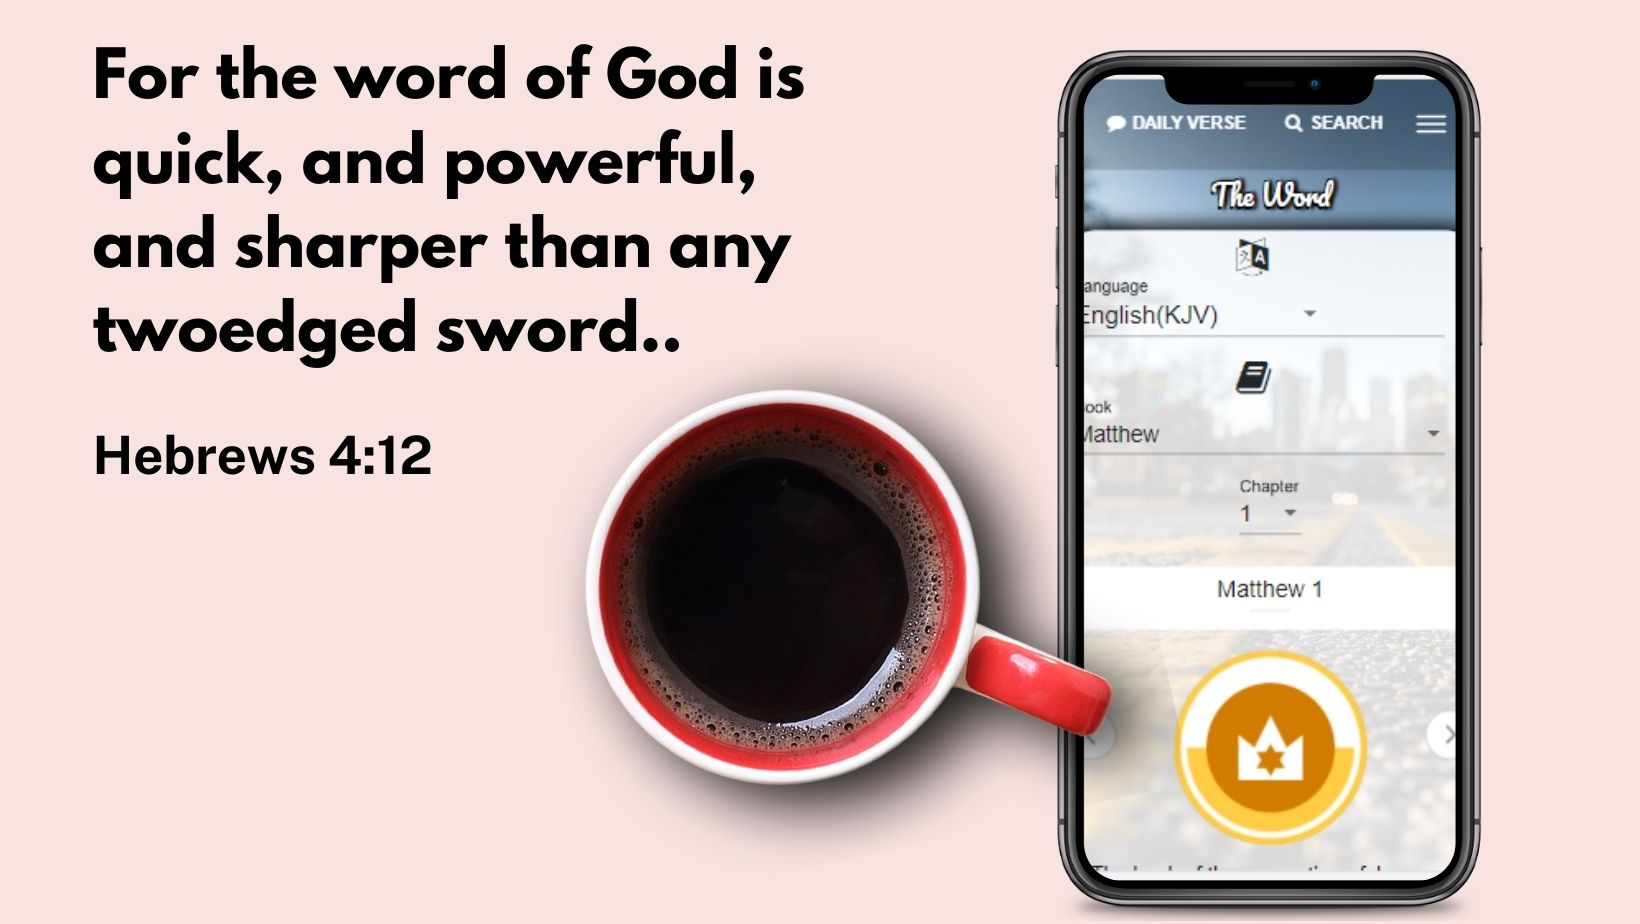 For the word of God is
quick, and powerful,
and sharper than any
twoedged sword..
Hebrews 4:12
DAILY VERSE SEARCH
The Word
A
anguage
English(KJV)
ook
Matthew
Chapter
1
Matthew 1